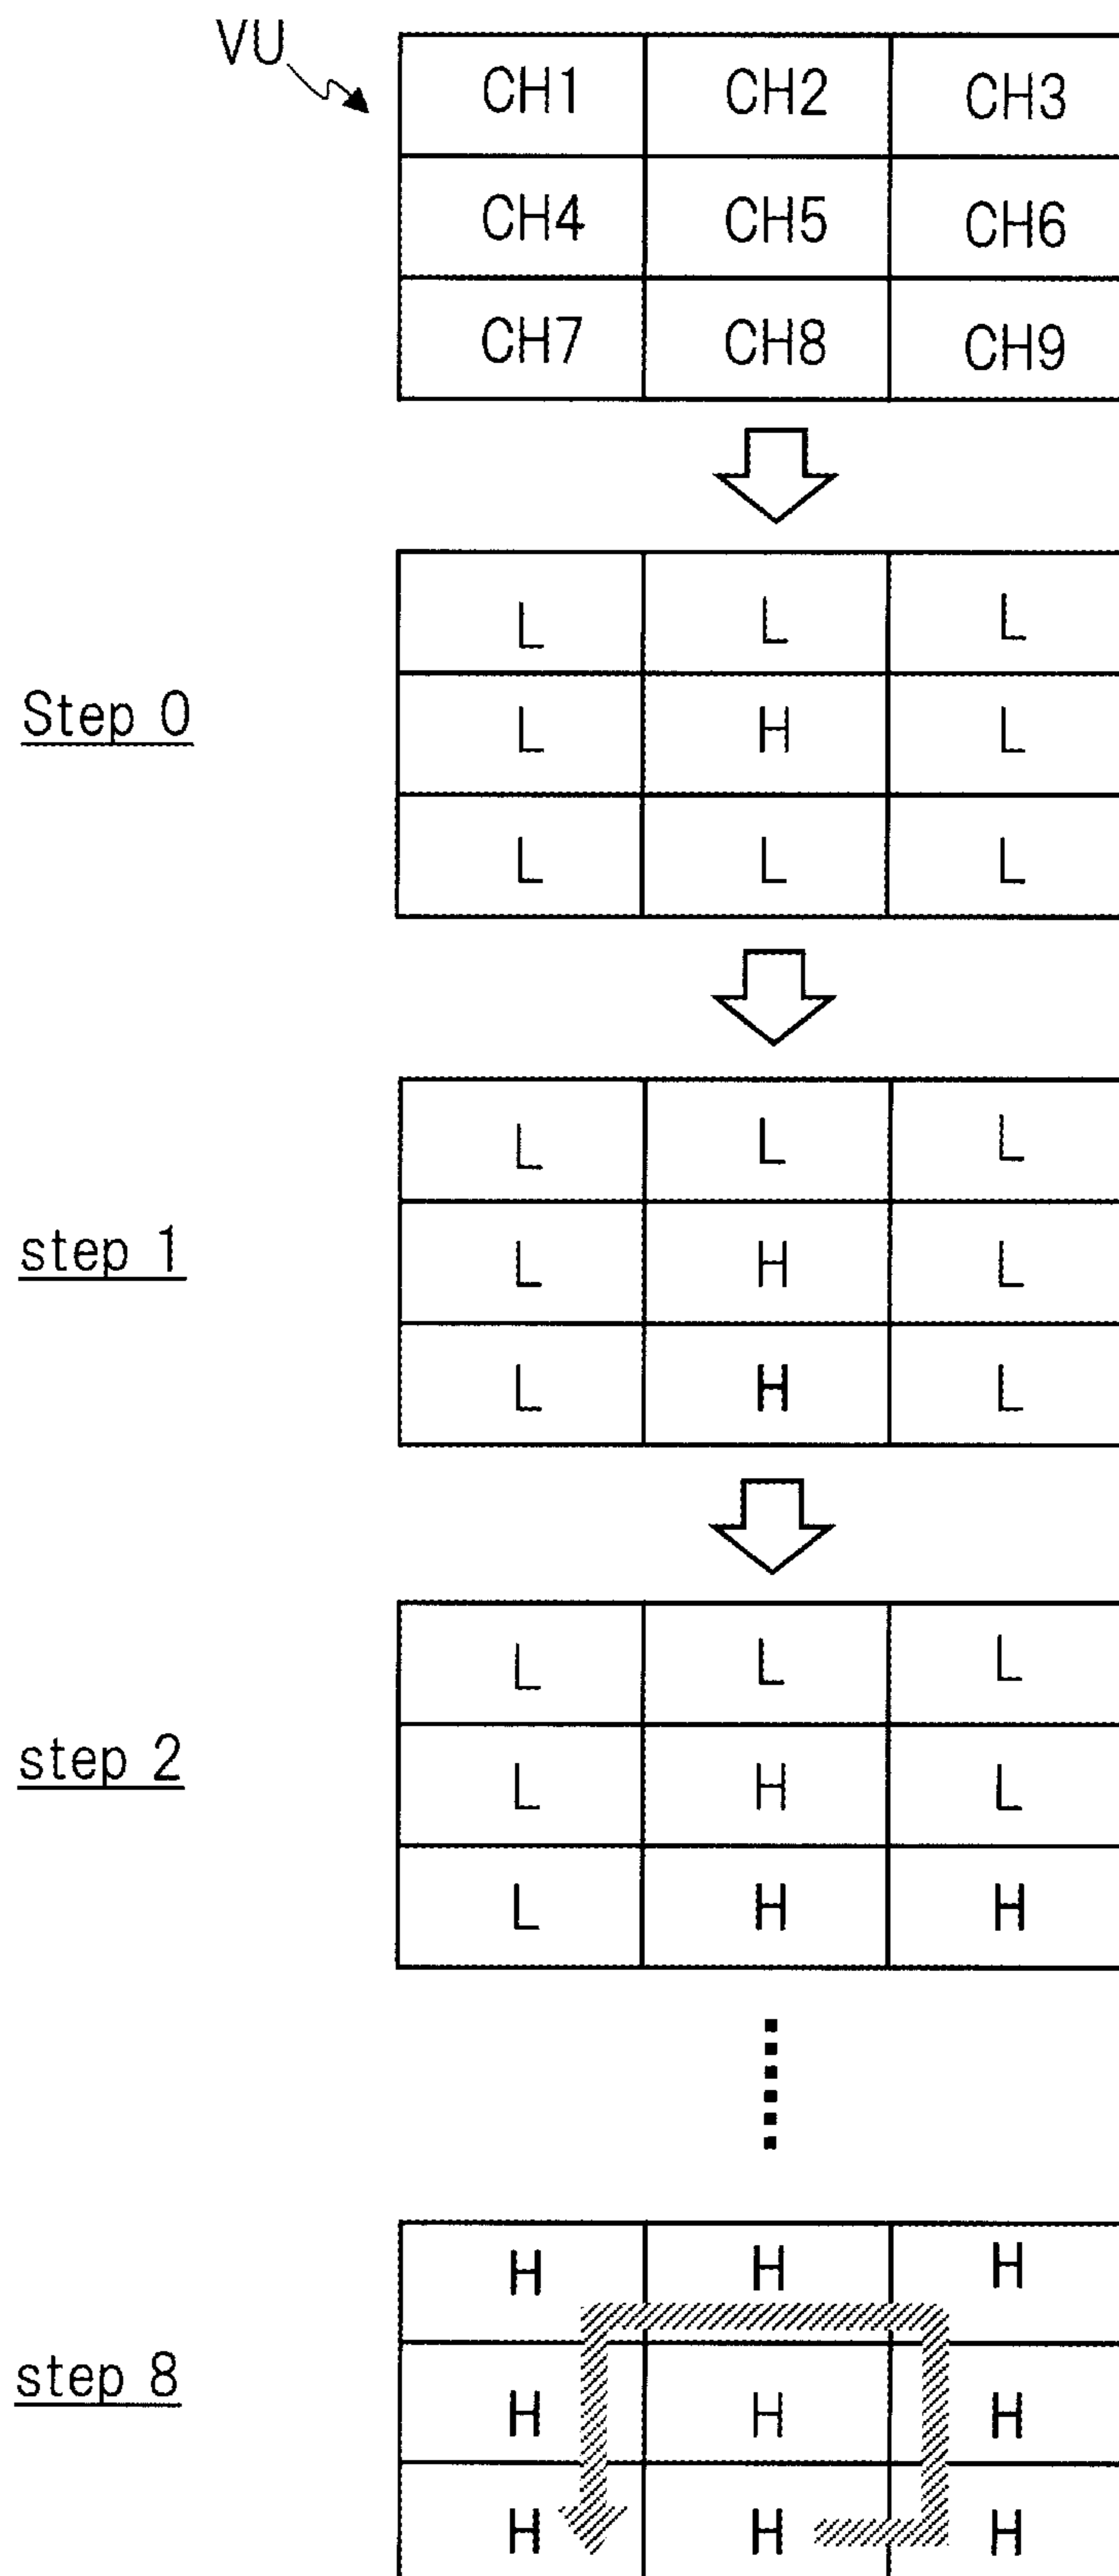 VU
CH1 CH2 CH3
CH4 CH5 CH6
CH7 CH8 CH9
Step 0
L L L
L H L
L L L
step 1
L L L
L H L
L H L
step 2
L L L
L H L
L H H
step 8
H H H
H H H
H H H